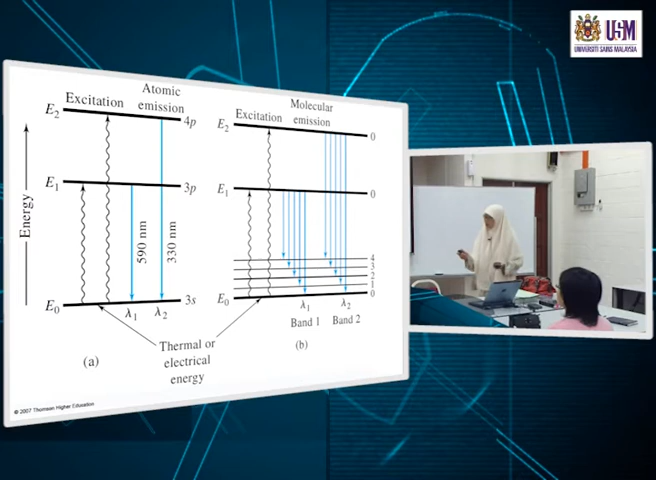 USM
UNIVERSITI SAINS MALAYSIA
Atomic
Excitation emission
E₂
4p
E₁
3p
Energy
590 nm
330 nm
E₀
3s
λ₁ λ₂
(a)
Molecular
Excitation emission
E₂
0
E₁
0
4
3
2
1
E₀
0
λ₁ λ₂
Band 1 Band 2
(b)
Thermal or
electrical
energy
© 2007 Thomson Higher Education